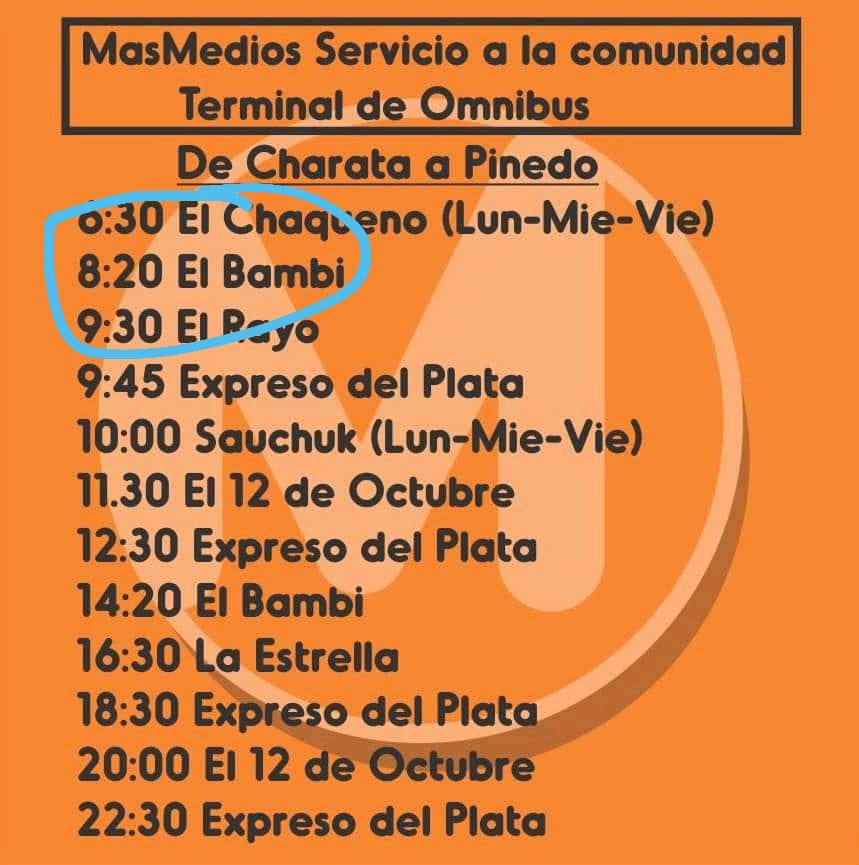 MasMedios Servicio a la comunidad
Terminal de Omnibus
De Charata a Pinedo
6:30 El Chaqueno (Lun-Mie-Vie)
8:20 El Bambi
9:30 El Rayo
9:45 Expreso del Plata
10:00 Sauchuk (Lun-Mie-Vie)
11.30 El 12 de Octubre
12:30 Expreso del Plata
14:20 El Bambi
16:30 La Estrella
18:30 Expreso del Plata
20:00 El 12 de Octubre
22:30 Expreso del Plata